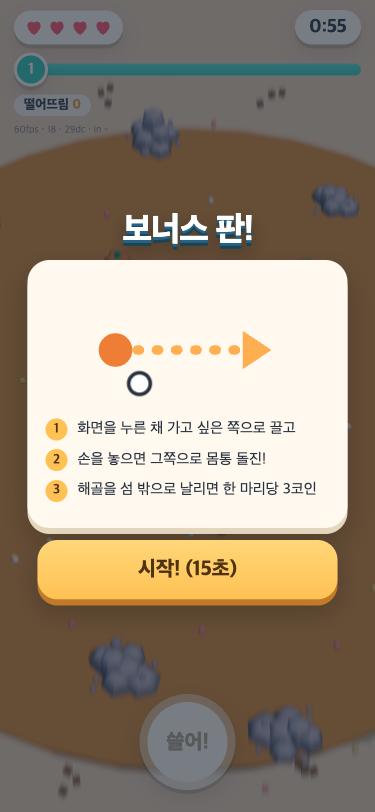 0:55
1
떨어뜨림 0
60fps · 18 · 29dc · in -
보너스 판!
1 화면을 누른 채 가고 싶은 쪽으로 끌고
2 손을 놓으면 그쪽으로 몸통 돌진!
3 해골을 섬 밖으로 날리면 한 마리당 3코인
시작! (15초)
쓸어!